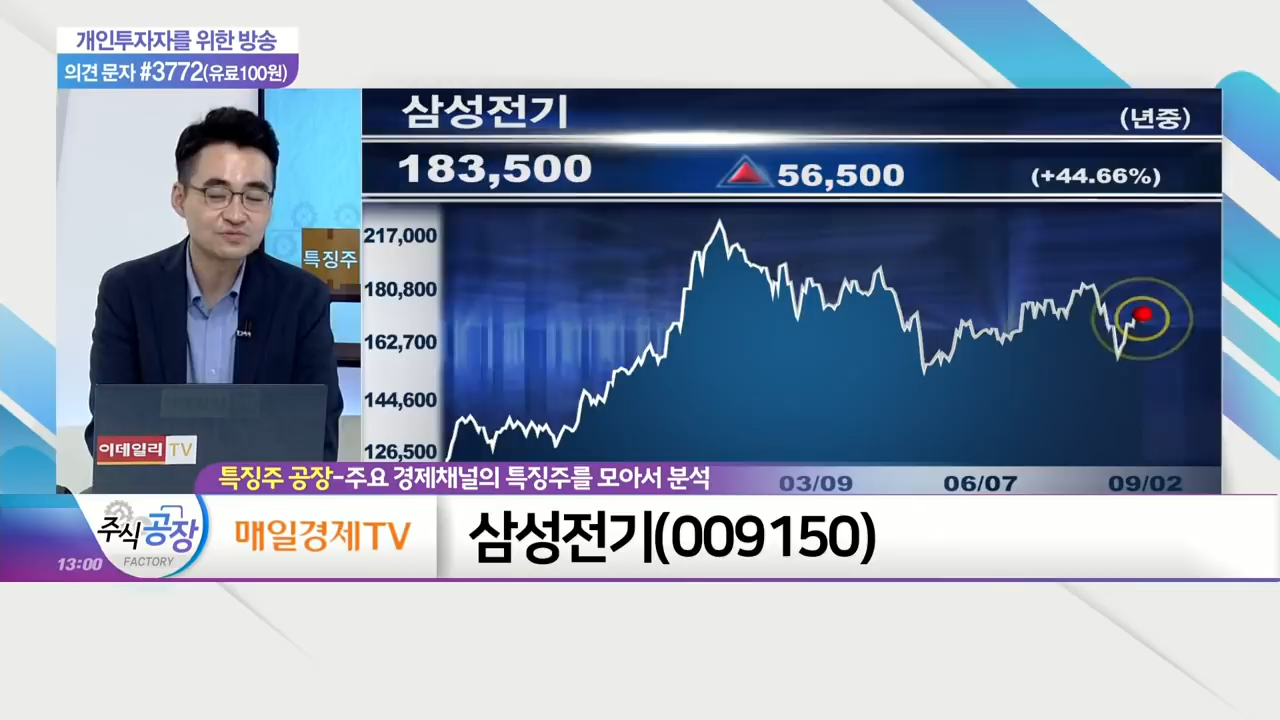 개인투자자를 위한 방송
의견 문자 #3772(유료100원)
삼성전기
(년중)
183,500
56,500
(+44.66%)
특징주
217,000
180,800
162,700
144,600
126,500
이데일리 TV
특징주 공장-주요 경제채널의 특징주를 모아서 분석
03/09
06/07
09/02
주식공장
FACTORY
13:00
매일경제TV
삼성전기(009150)